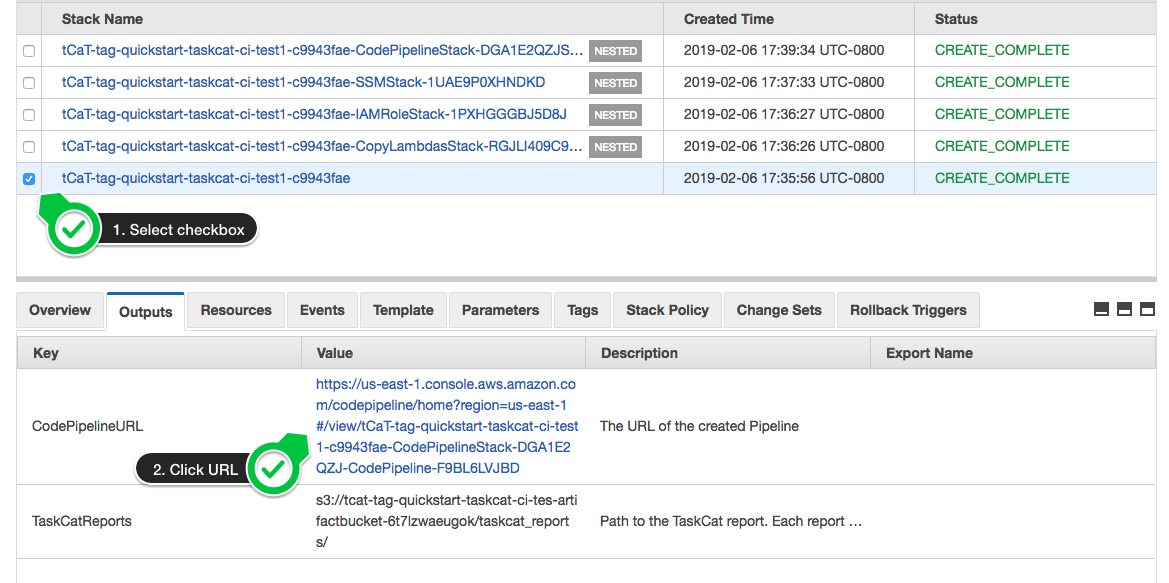 Stack Name Created Time Status
tCaT-tag-quickstart-taskcat-ci-test1-c9943fae-CodePipelineStack-DGA1E2QZJS... NESTED 2019-02-06 17:39:34 UTC-0800 CREATE_COMPLETE
tCaT-tag-quickstart-taskcat-ci-test1-c9943fae-SSMStack-1UAE9P0XHNDKD NESTED 2019-02-06 17:37:33 UTC-0800 CREATE_COMPLETE
tCaT-tag-quickstart-taskcat-ci-test1-c9943fae-IAMRoleStack-1PXHGGGBJ5D8J NESTED 2019-02-06 17:36:27 UTC-0800 CREATE_COMPLETE
tCaT-tag-quickstart-taskcat-ci-test1-c9943fae-CopyLambdasStack-RGJLI409C9... NESTED 2019-02-06 17:36:26 UTC-0800 CREATE_COMPLETE
tCaT-tag-quickstart-taskcat-ci-test1-c9943fae 2019-02-06 17:35:56 UTC-0800 CREATE_COMPLETE
1. Select checkbox
Overview Outputs Resources Events Template Parameters Tags Stack Policy Change Sets Rollback Triggers
Key Value Description Export Name
https://us-east-1.console.aws.amazon.co
m/codepipeline/home?region=us-east-1
CodePipelineURL #/view/tCaT-tag-quickstart-taskcat-ci-test The URL of the created Pipeline
1-c9943fae-CodePipelineStack-DGA1E2
2. Click URL QZJ-CodePipeline-F9BL6LVJBD
s3://tcat-tag-quickstart-taskcat-ci-tes-arti
TaskCatReports factbucket-6t7lzwaeugok/taskcat_report Path to the TaskCat report. Each report ...
s/